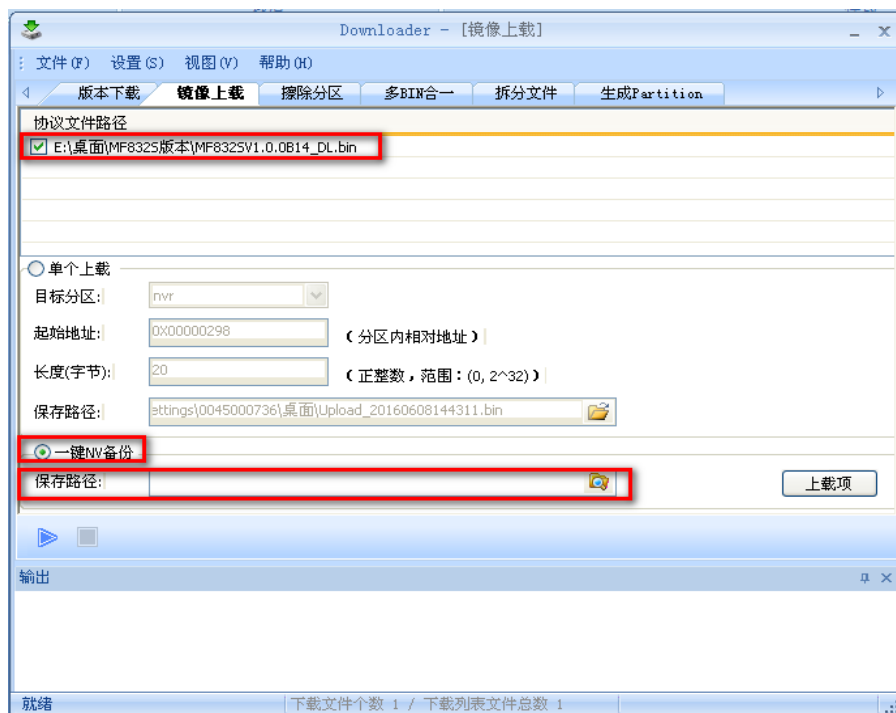 Downloader - [镜像上载]
文件(F) 设置(S) 视图(V) 帮助(H)
版本下载 镜像上载 擦除分区 多BIN合一 拆分文件 生成Partition
协议文件路径
E:\桌面\MF832S版本\MF832SV1.0.0B14_DL.bin
单个上载
目标分区: nvr
起始地址: 0X00000298 (分区内相对地址)
长度(字节): 20 (正整数，范围：(0, 2^32))
保存路径: ettings\0045000736\桌面\Upload_20160608144311.bin
一键NV备份
保存路径: 上载项
输出
就绪 下载文件个数 1 / 下载列表文件总数 1